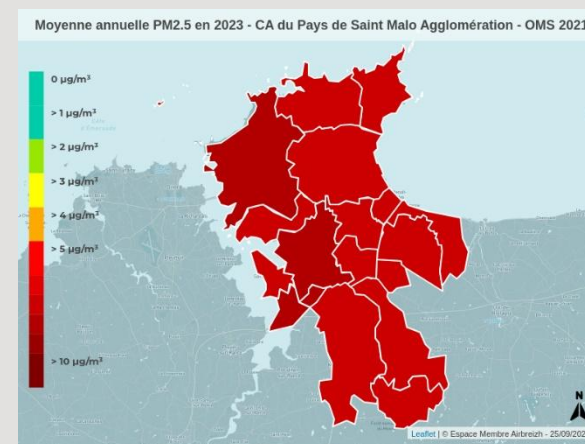 Moyenne annuelle PM2.5 en 2023 - CA du Pays de Saint Malo Agglomération - OMS 2021
0 µg/m³
> 1 µg/m³
> 2 µg/m³
> 3 µg/m³
> 4 µg/m³
> 5 µg/m³
> 10 µg/m³
Côte d'Émeraude
N
Leaflet | © Espace Membre Airbreizh - 25/09/202